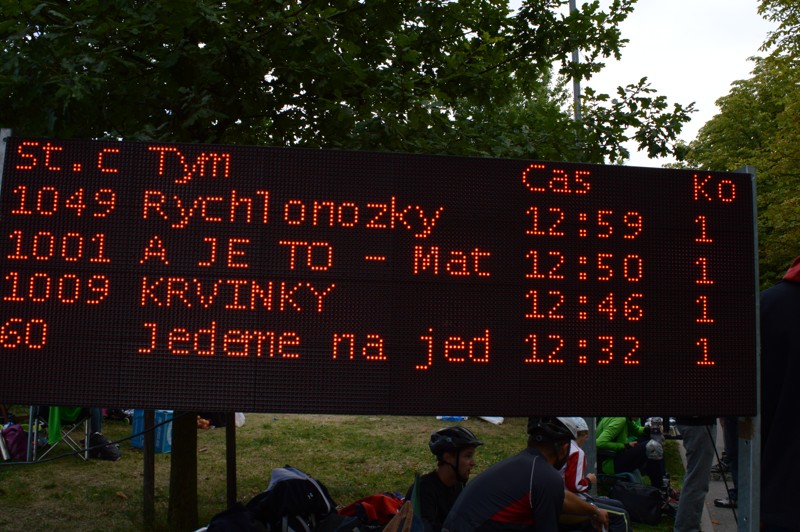 St.c Tym Cas Ko
1049 Rychlonozky 12:59 1
1001 A JE TO - Mat 12:50 1
1009 KRVINKY 12:46 1
60 Jedeme na jed 12:32 1